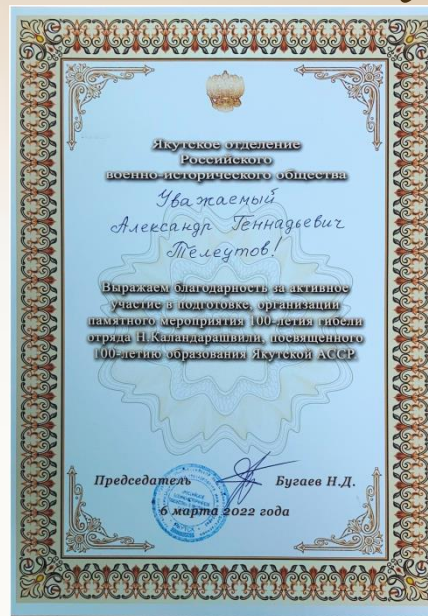 Якутское отделение
Российского
военно-исторического общества
Уважаемый
Александр Геннадьевич
Телеутов!
Выражаем благодарность за активное
участие в подготовке, организации
памятного мероприятия 100-летия гибели
отряда Н.Каландарашвили, посвященного
100-летию образования Якутской АССР.
Председатель Бугаев Н.Д.
6 марта 2022 года